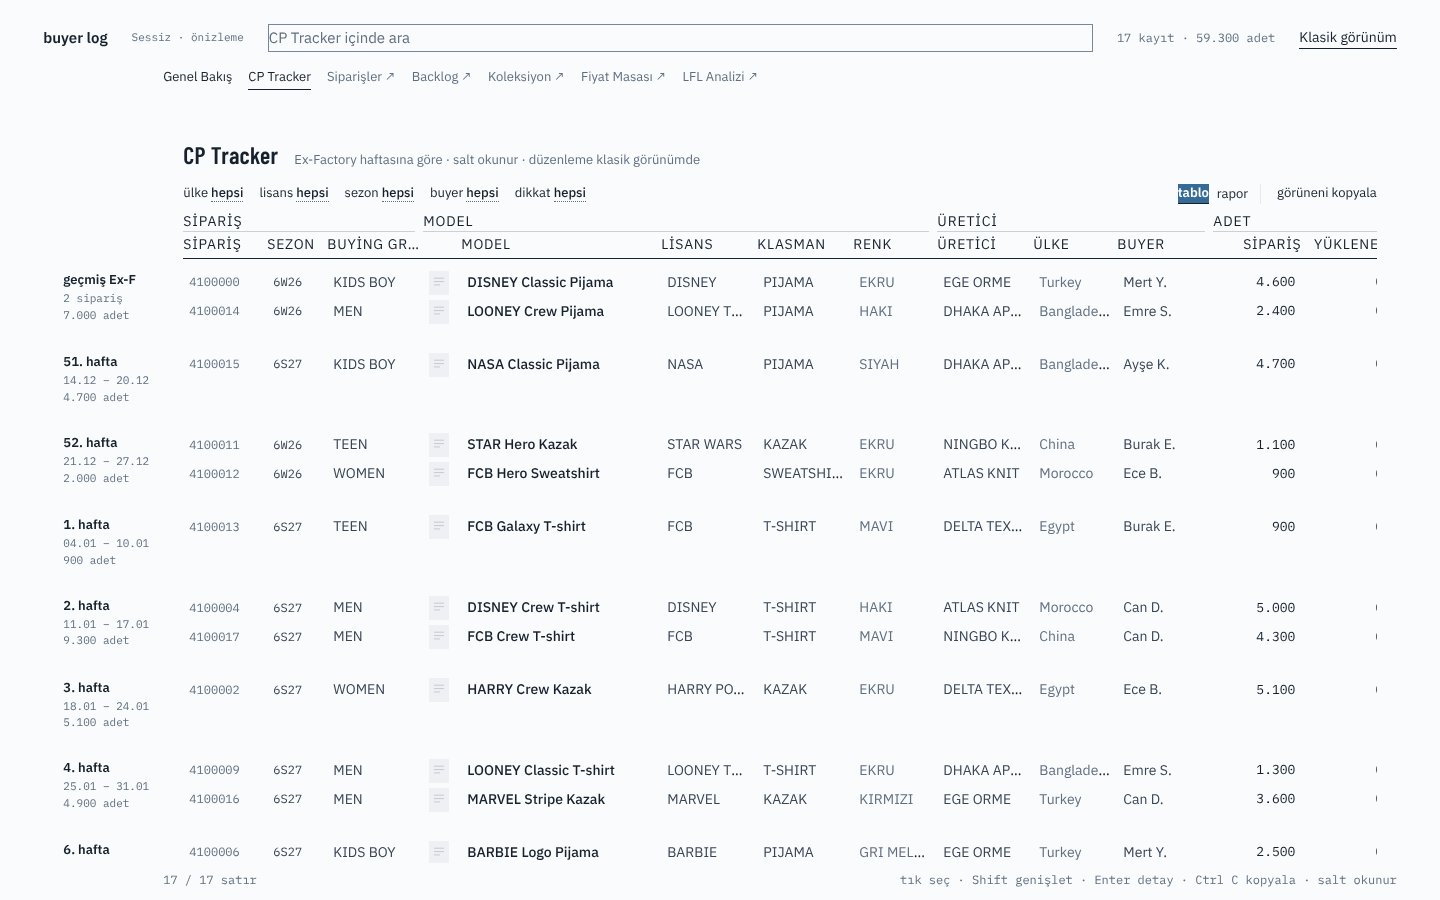 buyer log Sessiz · önizleme CP Tracker içinde ara 17 kayıt · 59.300 adet Klasik görünüm
Genel Bakış CP Tracker Siparişler ↗ Backlog ↗ Koleksiyon ↗ Fiyat Masası ↗ LFL Analizi ↗
CP Tracker Ex-Factory haftasına göre · salt okunur · düzenleme klasik görünümde
ülke hepsi lisans hepsi sezon hepsi buyer hepsi dikkat hepsi tablo rapor görüneni kopyala
SİPARİŞ MODEL ÜRETİCİ ADET
SİPARİŞ SEZON BUYİNG GR... MODEL LİSANS KLASMAN RENK ÜRETİCİ ÜLKE BUYER SİPARİŞ YÜKLENE
geçmiş Ex-F
2 sipariş
7.000 adet
4100000 6W26 KIDS BOY DISNEY Classic Pijama DISNEY PIJAMA EKRU EGE ORME Turkey Mert Y. 4.600
4100014 6W26 MEN LOONEY Crew Pijama LOONEY T... PIJAMA HAKI DHAKA AP... Banglade... Emre S. 2.400
51. hafta
14.12 – 20.12
4.700 adet
4100015 6S27 KIDS BOY NASA Classic Pijama NASA PIJAMA SIYAH DHAKA AP... Banglade... Ayşe K. 4.700
52. hafta
21.12 – 27.12
2.000 adet
4100011 6W26 TEEN STAR Hero Kazak STAR WARS KAZAK EKRU NINGBO K... China Burak E. 1.100
4100012 6W26 WOMEN FCB Hero Sweatshirt FCB SWEATSHI... EKRU ATLAS KNIT Morocco Ece B. 900
1. hafta
04.01 – 10.01
900 adet
4100013 6S27 TEEN FCB Galaxy T-shirt FCB T-SHIRT MAVI DELTA TEX... Egypt Burak E. 900
2. hafta
11.01 – 17.01
9.300 adet
4100004 6S27 MEN DISNEY Crew T-shirt DISNEY T-SHIRT HAKI ATLAS KNIT Morocco Can D. 5.000
4100017 6S27 MEN FCB Crew T-shirt FCB T-SHIRT MAVI NINGBO K... China Can D. 4.300
3. hafta
18.01 – 24.01
5.100 adet
4100002 6S27 WOMEN HARRY Crew Kazak HARRY PO... KAZAK EKRU DELTA TEX... Egypt Ece B. 5.100
4. hafta
25.01 – 31.01
4.900 adet
4100009 6S27 MEN LOONEY Classic T-shirt LOONEY T... T-SHIRT EKRU DHAKA AP... Banglade... Emre S. 1.300
4100016 6S27 MEN MARVEL Stripe Kazak MARVEL KAZAK KIRMIZI EGE ORME Turkey Can D. 3.600
6. hafta
4100006 6S27 KIDS BOY BARBIE Logo Pijama BARBIE PIJAMA GRI MEL... EGE ORME Turkey Mert Y. 2.500
17 / 17 satır tık seç · Shift genişlet · Enter detay · Ctrl C kopyala · salt okunur